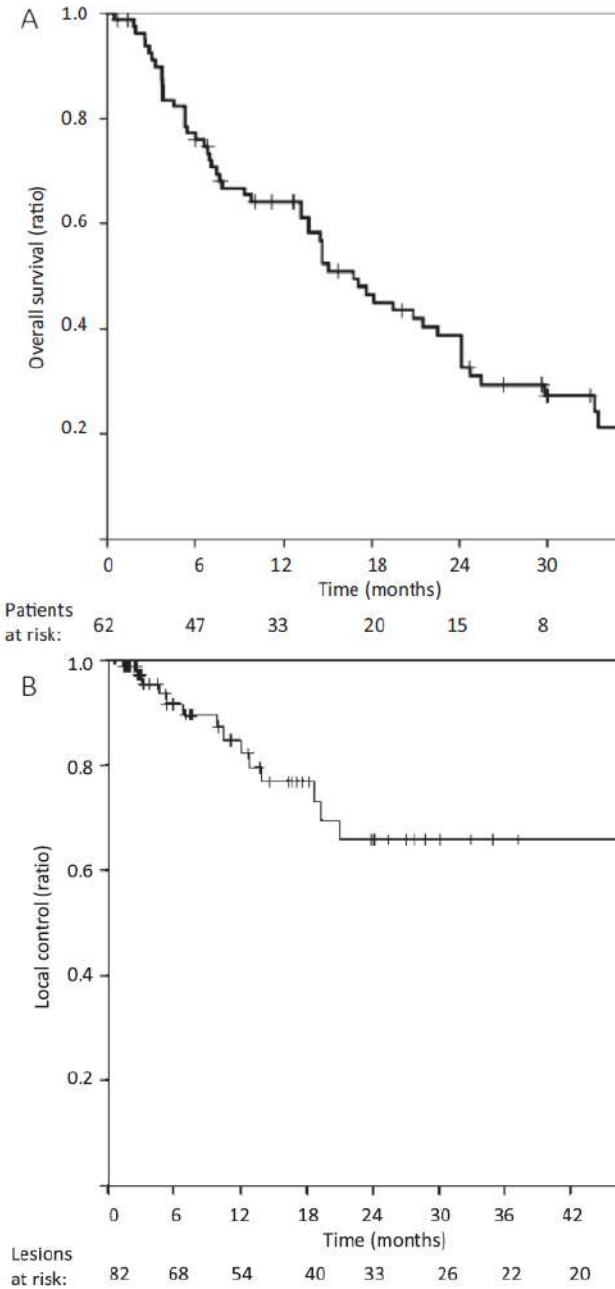 A
1.0
0.8
0.6
0.4
0.2
Overall survival (ratio)
0 6 12 18 24 30
Time (months)
Patients
at risk:
62 47 33 20 15 8
B
1.0
0.8
0.6
0.4
0.2
Local control (ratio)
0 6 12 18 24 30 36 42
Time (months)
Lesions
at risk:
82 68 54 40 33 26 22 20